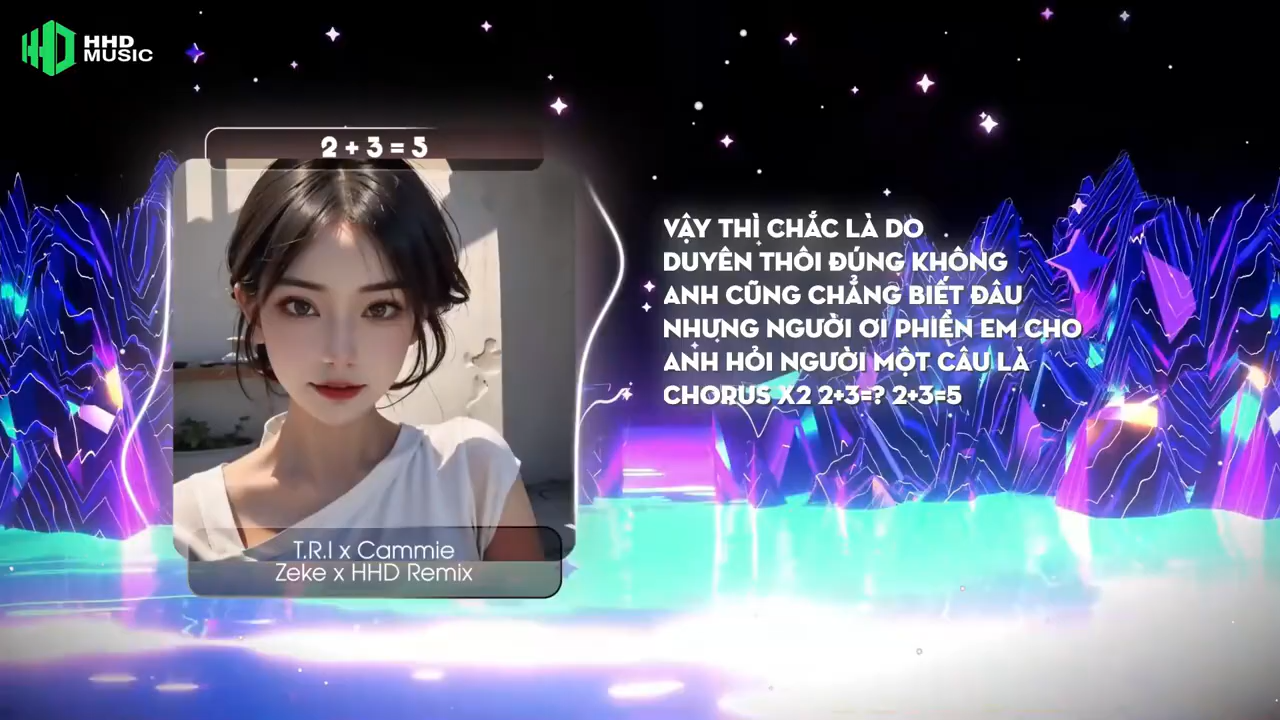 HHD
MUSIC
2 + 3 = 5
VẬY THÌ CHẮC LÀ DO
DUYÊN THÔI ĐÚNG KHÔNG
ANH CŨNG CHẲNG BIẾT ĐÂU
NHƯNG NGƯỜI ƠI PHIỀN EM CHO
ANH HỎI NGƯỜI MỘT CÂU LÀ
CHORUS X2 2+3=? 2+3=5
T.R.I x Cammie
Zeke x HHD Remix